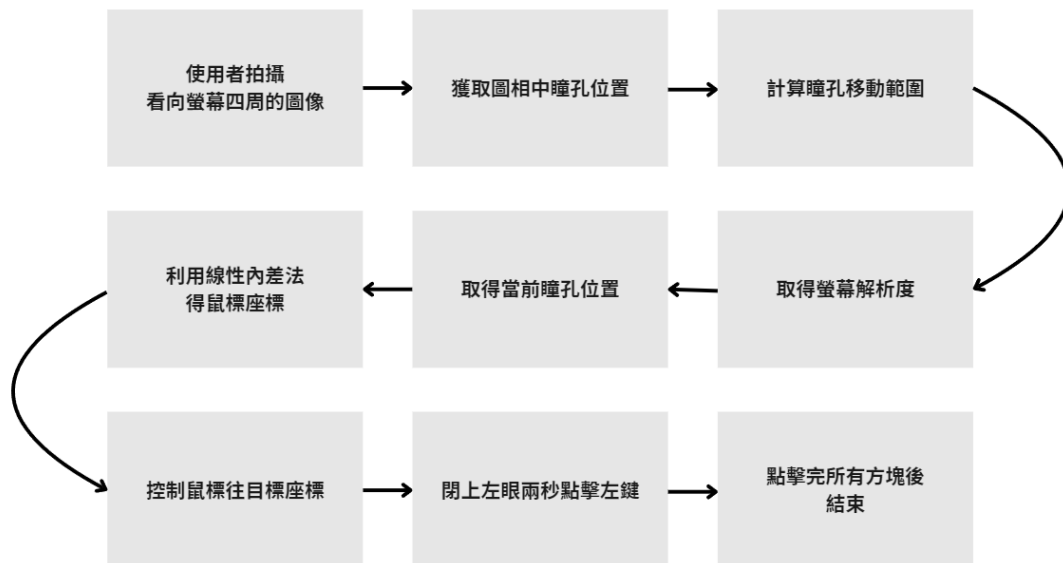 使用者拍攝
看向螢幕四周的圖像
獲取圖相中瞳孔位置
計算瞳孔移動範圍
取得螢幕解析度
取得當前瞳孔位置
利用線性內差法
得鼠標座標
控制鼠標往目標座標
閉上左眼兩秒點擊左鍵
點擊完所有方塊後
結束